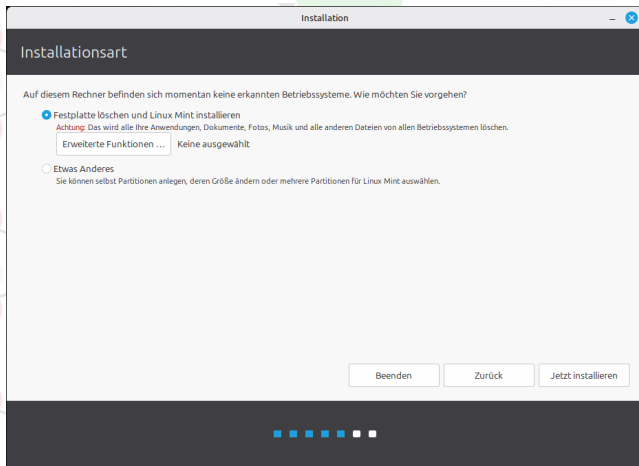 Installation
Installationsart
Auf diesem Rechner befinden sich momentan keine erkannten Betriebssysteme. Wie möchten Sie vorgehen?
Festplatte löschen und Linux Mint installieren
Achtung: Das wird alle Ihre Anwendungen, Dokumente, Fotos, Musik und alle anderen Dateien von allen Betriebssystemen löschen.
Erweiterte Funktionen ... Keine ausgewählt
Etwas Anderes
Sie können selbst Partitionen anlegen, deren Größe ändern oder mehrere Partitionen für Linux Mint auswählen.
Beenden Zurück Jetzt installieren